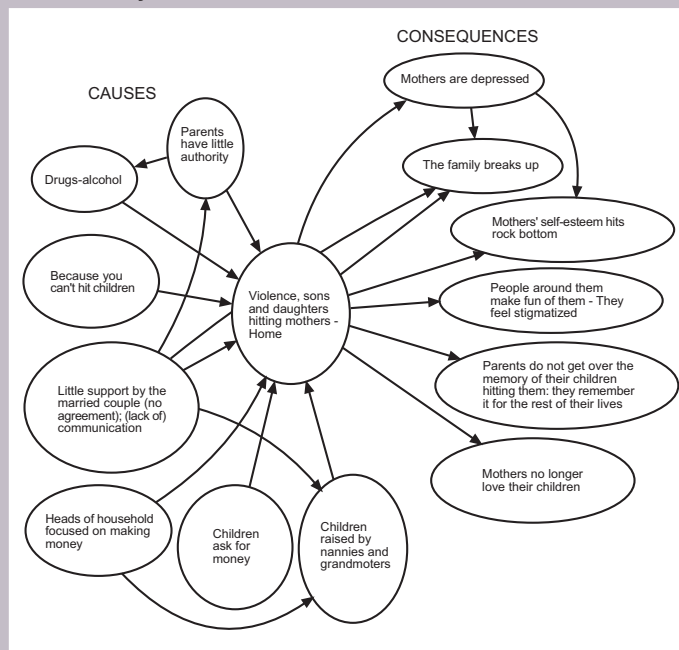 CONSEQUENCES
Mothers are depressed
CAUSES
Parents
have little
authority
The family breaks up
Drugs-alcohol
Mothers' self-esteem hits
rock bottom
Because you
can't hit children
Violence, sons
and daughters
hitting mothers -
Home
People around them
make fun of them - They
feel stigmatized
Little support by the
married couple (no
agreement); (lack of)
communication
Parents do not get over the
memory of their children
hitting them: they remember
it for the rest of their lives
Mothers no longer
love their children
Heads of household
focused on making
money
Children
ask for
money
Children
raised by
nannies and
grandmoters